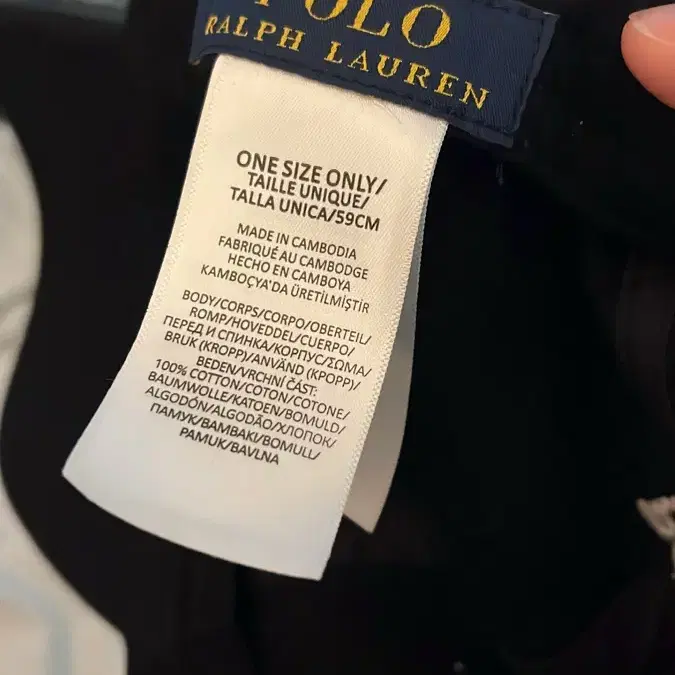 POLO
RALPH LAUREN
ONE SIZE ONLY/
TAILLE UNIQUE/
TALLA UNICA/59CM
MADE IN CAMBODIA
FABRIQUÉ AU CAMBODGE
HECHO EN CAMBOYA
KAMBOÇYA'DA ÜRETİLMİŞTİR
BODY/CORPS/CORPO/OBERTEIL/
ROMP/HOVEDDEL/CUERPO/
ПЕРЕД И СПИНКА/КОРПУС/ΣΩΜΑ/
BRUK (KROPP)/ANVÄND (КРОРР)/
BEDEN/VRCHNÍ ČÁST:
100% COTTON/COTON/COTONE/
BAUMWOLLE/KATOEN/BOMULD/
ALGODÓN/ALGODÃO/ХЛОПОК/
ПАМУК/BAMBAKI/BOMULL/
PAMUK/BAVLNA